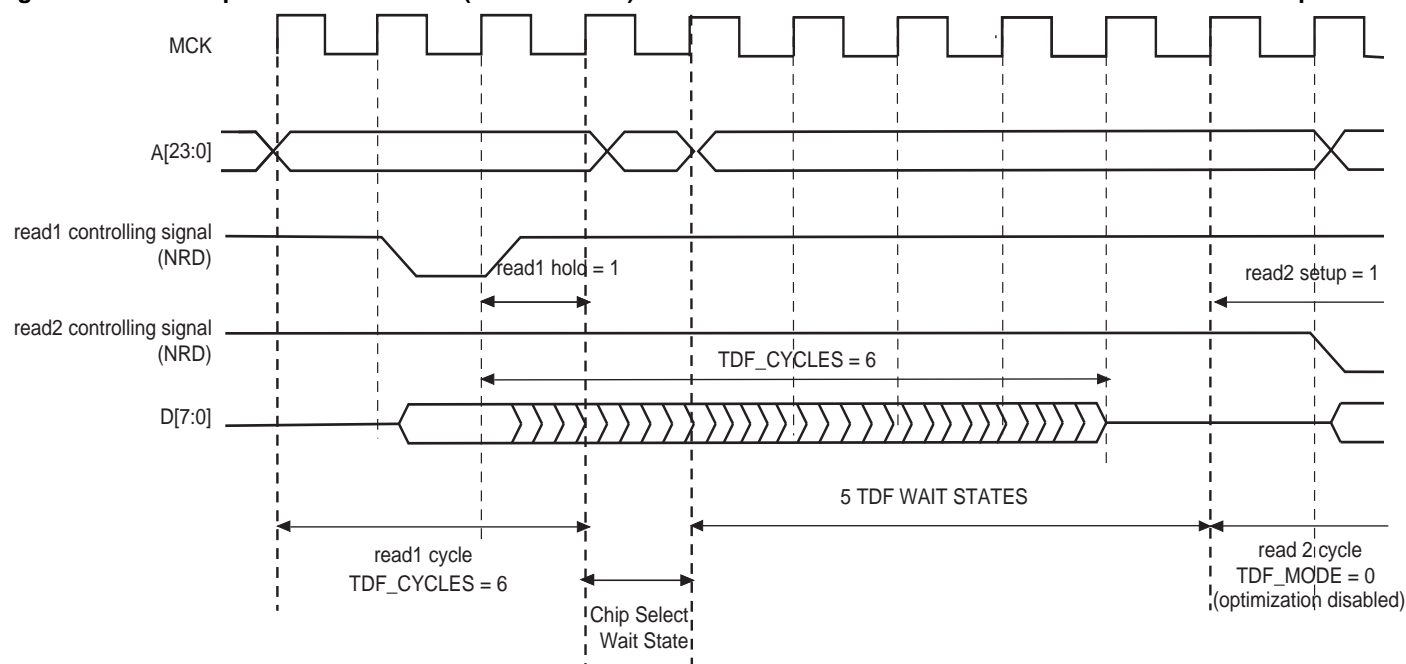 MCK
A[23:0]
read1 controlling signal
(NRD)
read1 hold = 1
read2 setup = 1
read2 controlling signal
(NRD)
TDF_CYCLES = 6
D[7:0]
5 TDF WAIT STATES
read1 cycle
TDF_CYCLES = 6
Chip Select
Wait State
read 2 cycle
TDF_MODE = 0
(optimization disabled)